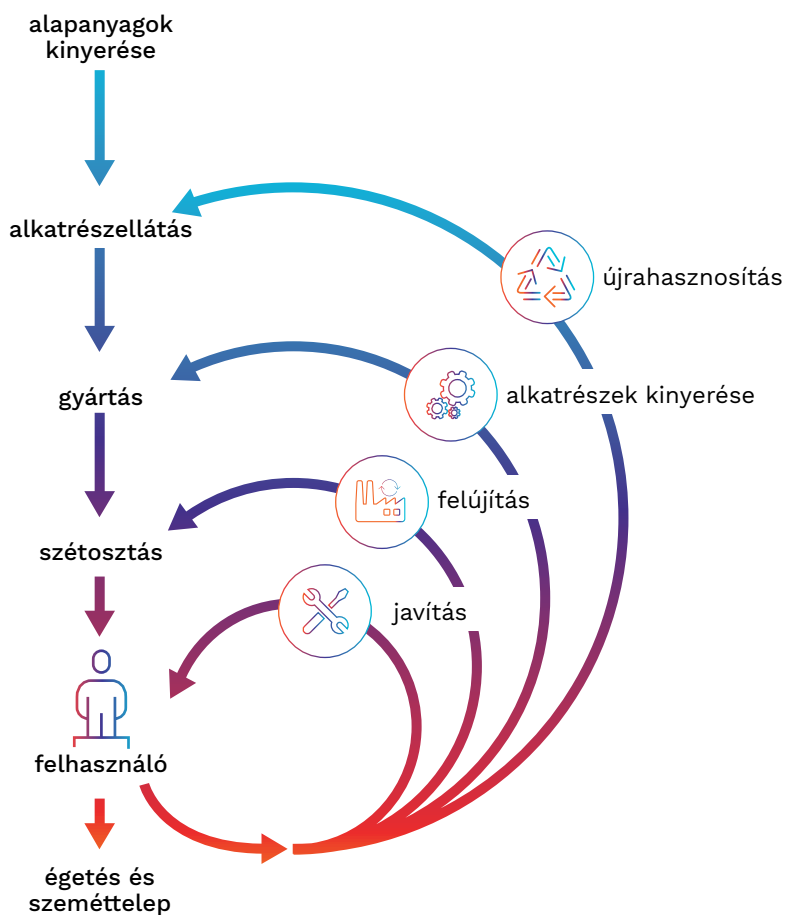 alapanyagok
kinyerése
alkatrészellátás
újrahasznosítás
gyártás
alkatrészek kinyerése
felújítás
szétosztás
javítás
felhasználó
égetés és
szeméttelep